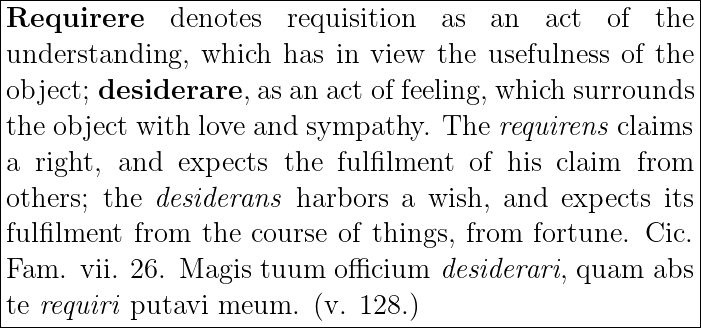 Requirere denotes requisition as an act of the
understanding, which has in view the usefulness of the
object; desiderare, as an act of feeling, which surrounds
the object with love and sympathy. The requirens claims
a right, and expects the fulfilment of his claim from
others; the desiderans harbors a wish, and expects its
fulfilment from the course of things, from fortune. Cic.
Fam. vii. 26. Magis tuum officium desiderari, quam abs
te requiri putavi meum. (v. 128.)